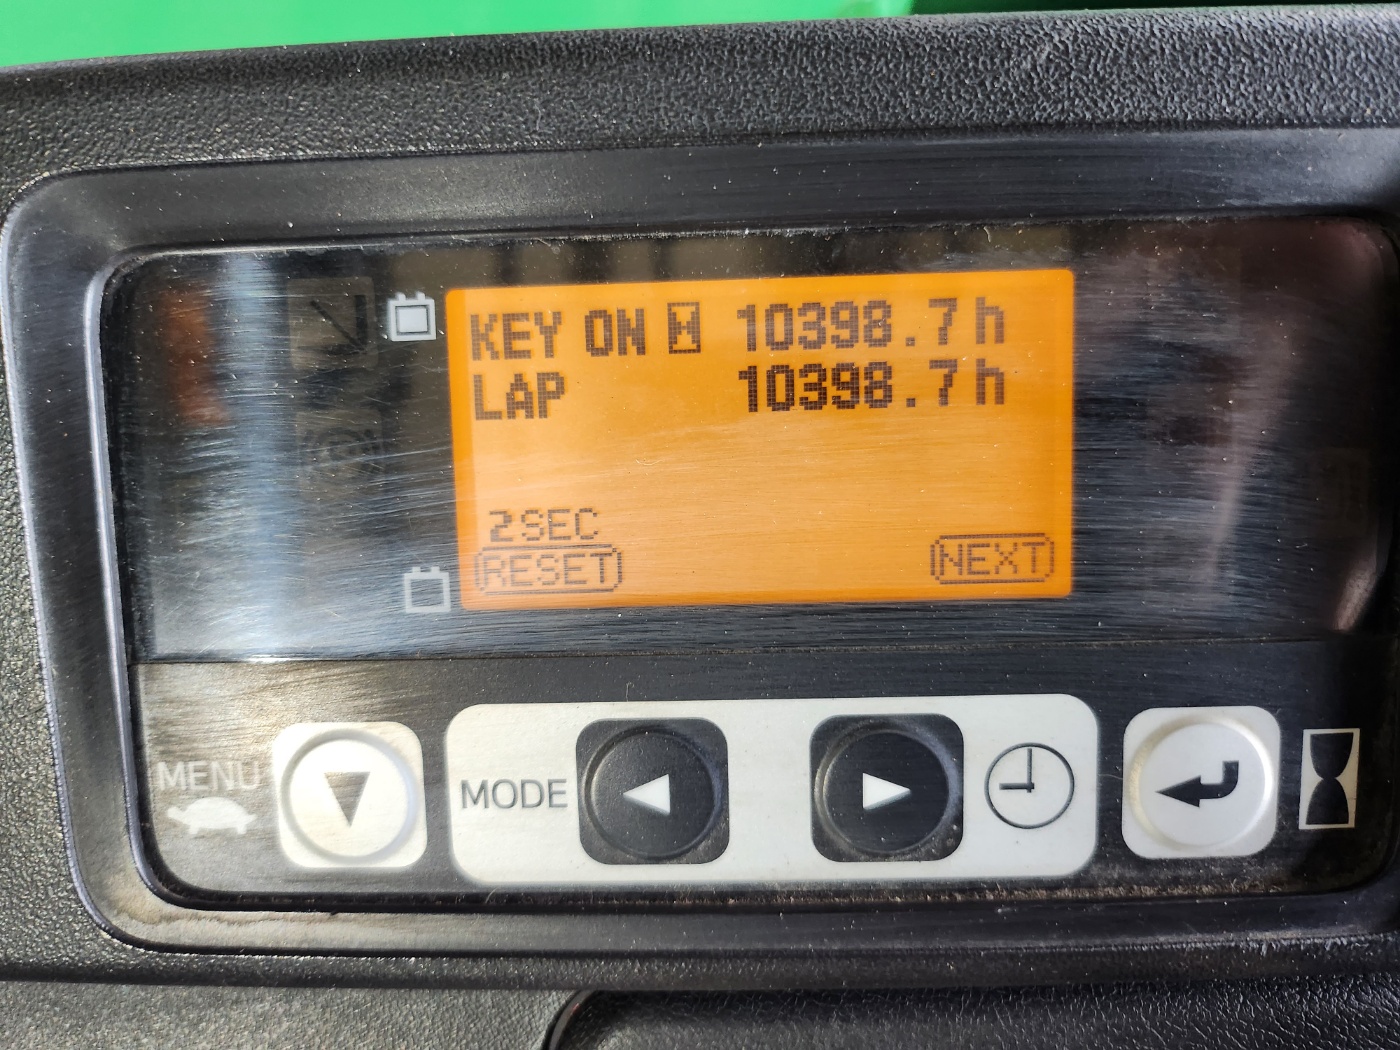 KEY ON 10398.7h
LAP 10398.7h
2SEC
RESET NEXT
MENU MODE